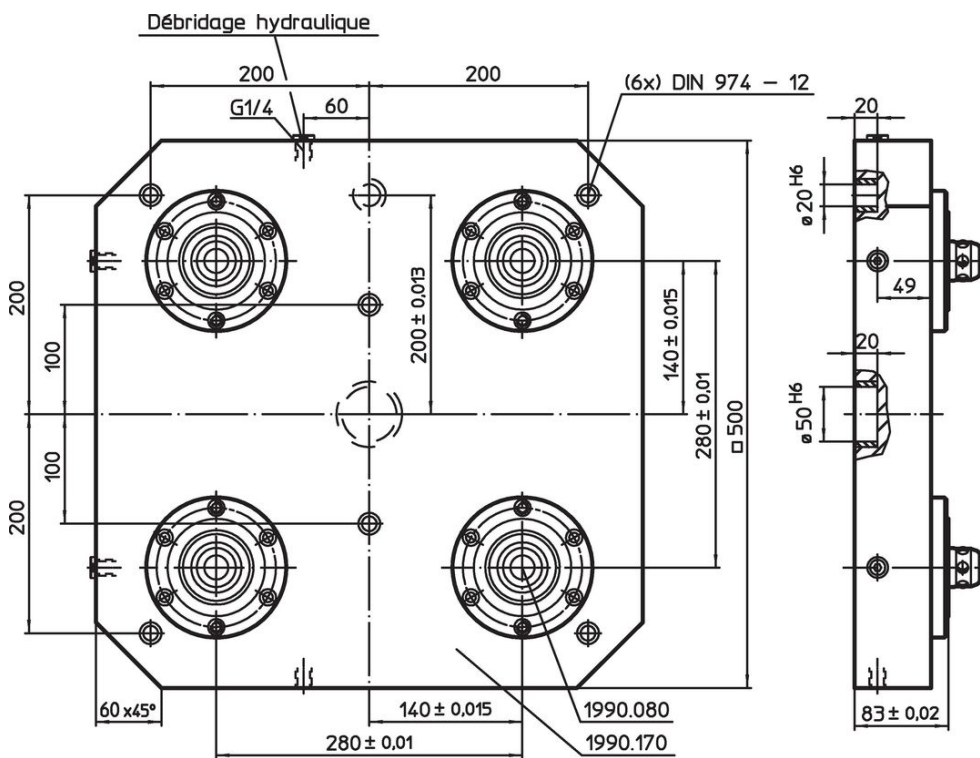 Débridage hydraulique
200
200
(6x) DIN 974 – 12
G1/4
60
20
ø20 H6
200
100
200 ± 0,013
140 ± 0,015
49
20
280 ± 0,01
□ 500
ø50 H6
100
200
60 x45°
140 ± 0,015
1990.080
83 ± 0,02
280 ± 0,01
1990.170